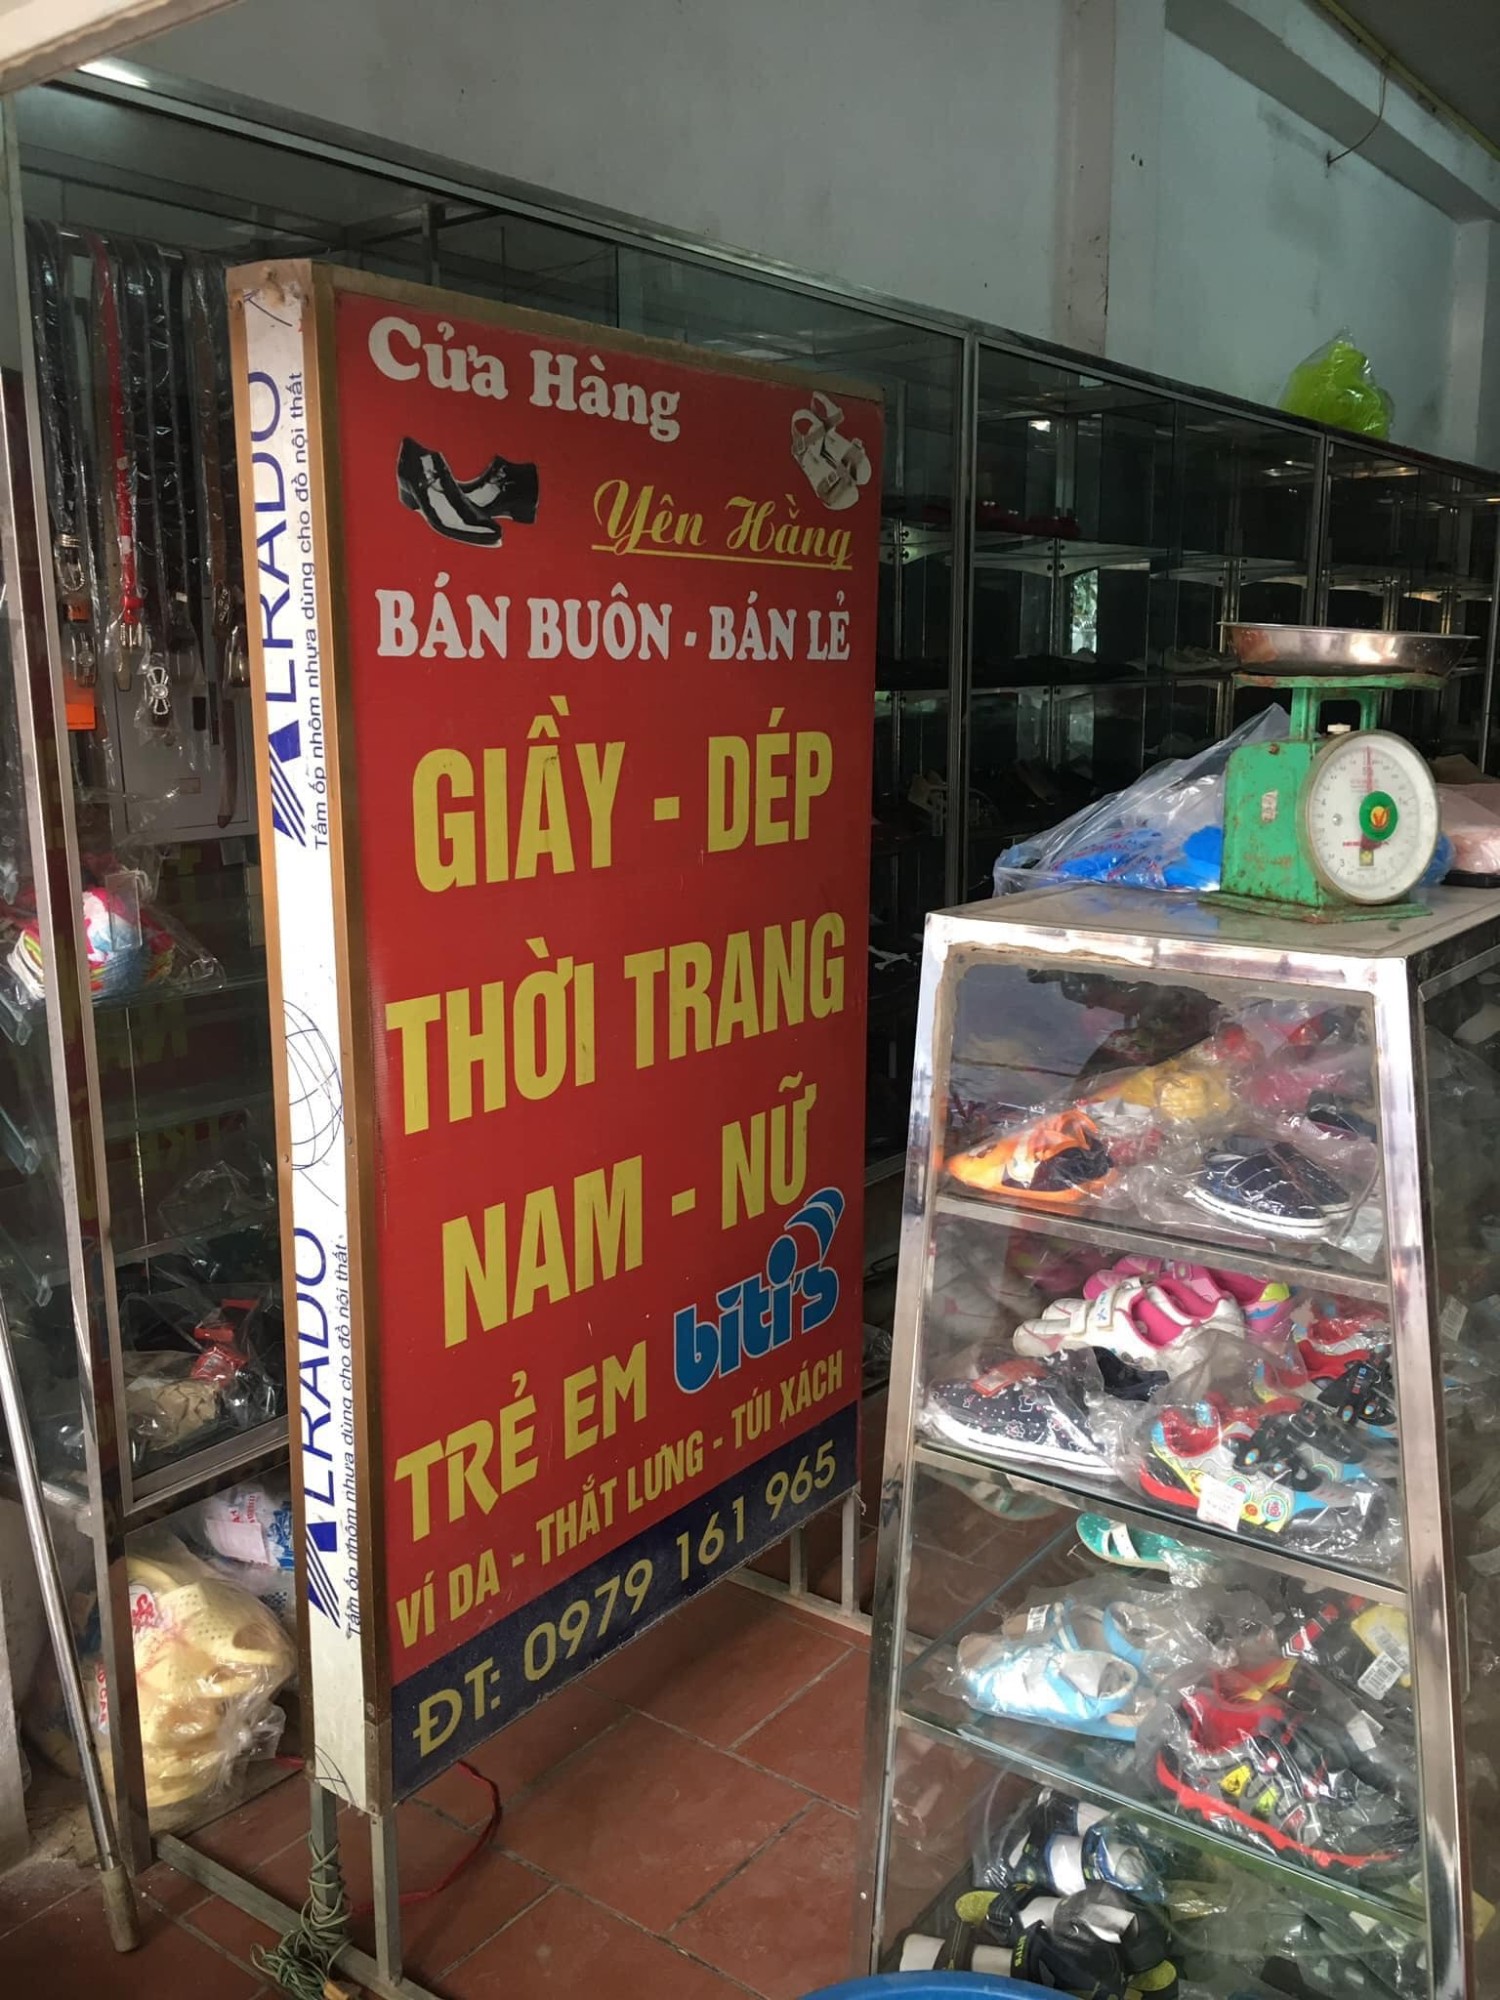 Cửa Hàng
Yên Hằng
BÁN BUÔN - BÁN LẺ
GIẦY - DÉP
THỜI TRANG
NAM - NỮ
TRẺ EM biti's
VÍ DA - THẮT LƯNG - TÚI XÁCH
ĐT: 0979 161 965
ALRADO
Tấm ốp nhôm nhựa dùng cho đồ nội thất
ALRADO
Tấm ốp nhôm nhựa dùng cho đồ nội thất